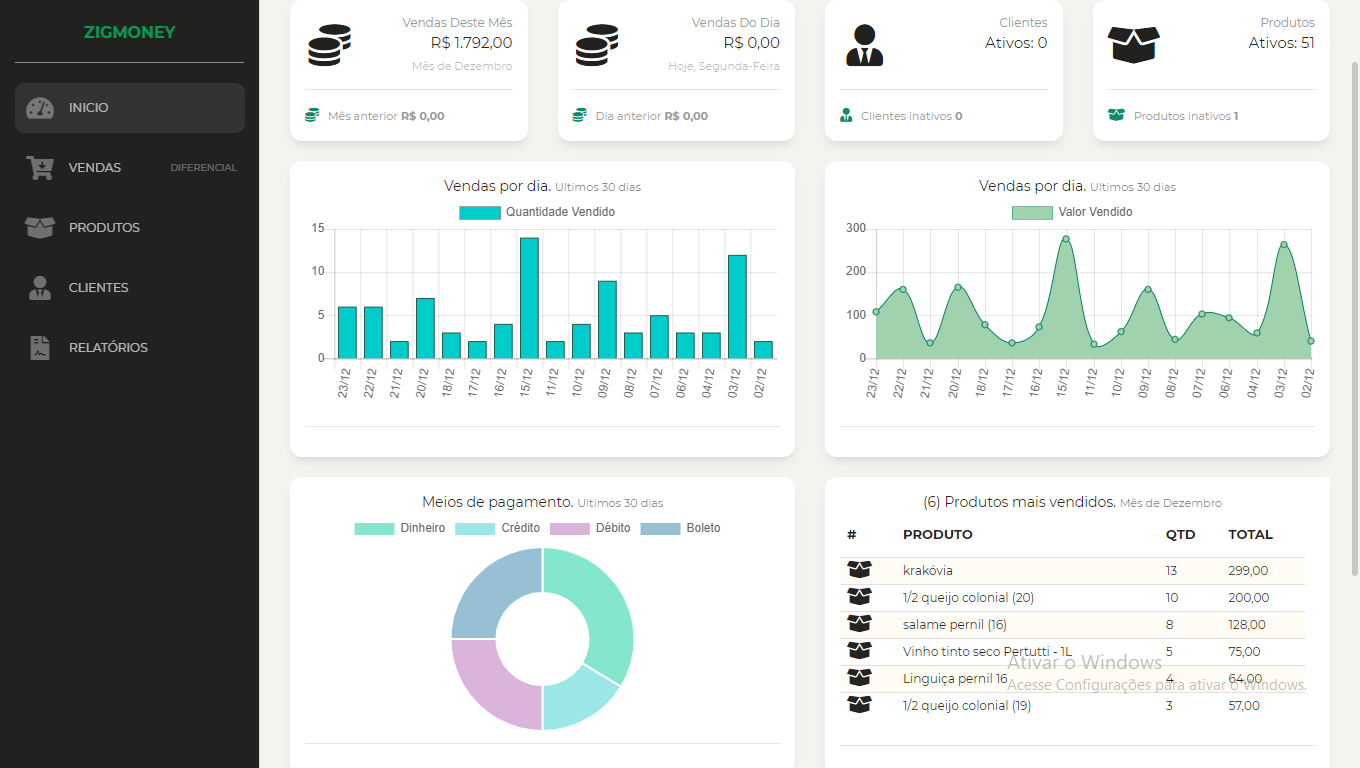 ZIGMONEY
INICIO
VENDAS DIFERENCIAL
PRODUTOS
CLIENTES
RELATÓRIOS
Vendas Deste Mês
R$ 1.792,00
Mês de Dezembro
Mês anterior R$ 0,00
Vendas Do Dia
R$ 0,00
Hoje, Segunda-Feira
Dia anterior R$ 0,00
Clientes
Ativos: 0
Clientes inativos 0
Produtos
Ativos: 51
Produtos inativos 1
Vendas por dia. Ultimos 30 dias
Quantidade Vendido
15
10
5
0
23/12 22/12 21/12 20/12 18/12 17/12 16/12 15/12 11/12 10/12 09/12 08/12 07/12 06/12 04/12 03/12 02/12
Vendas por dia. Ultimos 30 dias
Valor Vendido
300
200
100
0
23/12 22/12 21/12 20/12 18/12 17/12 16/12 15/12 11/12 10/12 09/12 08/12 07/12 06/12 04/12 03/12 02/12
Meios de pagamento. Ultimos 30 dias
Dinheiro Crédito Débito Boleto
(6) Produtos mais vendidos. Mês de Dezembro
# PRODUTO QTD TOTAL
krakóvia 13 299,00
1/2 queijo colonial (20) 10 200,00
salame pernil (16) 8 128,00
Vinho tinto seco Pertutti - 1L 5 75,00
Linguiça pernil 16 4 64,00
1/2 queijo colonial (19) 3 57,00
Ativar o Windows
Acesse Configurações para ativar o Windows.